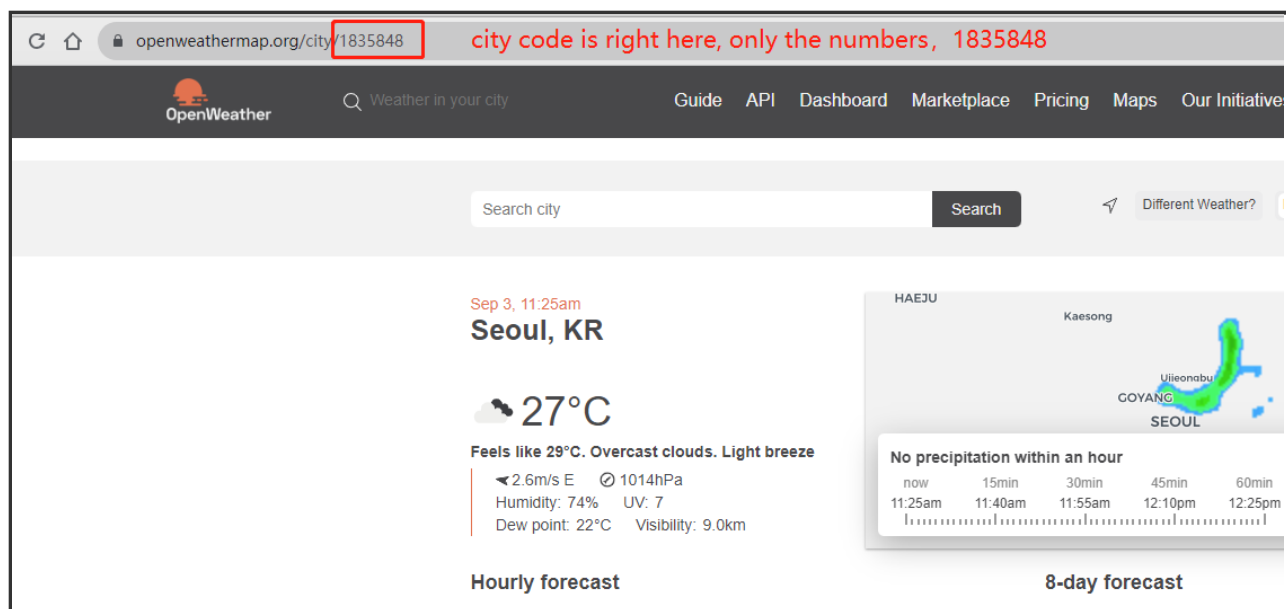 openweathermap.org/city/1835848
city code is right here, only the numbers，1835848
OpenWeather
Weather in your city
Guide API Dashboard Marketplace Pricing Maps Our Initiatives
Search city
Search
Different Weather?
Sep 3, 11:25am
Seoul, KR
27°C
Feels like 29°C. Overcast clouds. Light breeze
2.6m/s E 1014hPa
Humidity: 74% UV: 7
Dew point: 22°C Visibility: 9.0km
HAEJU
Kaesong
Uijeongbu
GOYANG
SEOUL
No precipitation within an hour
now 15min 30min 45min 60min
11:25am 11:40am 11:55am 12:10pm 12:25pm
Hourly forecast
8-day forecast